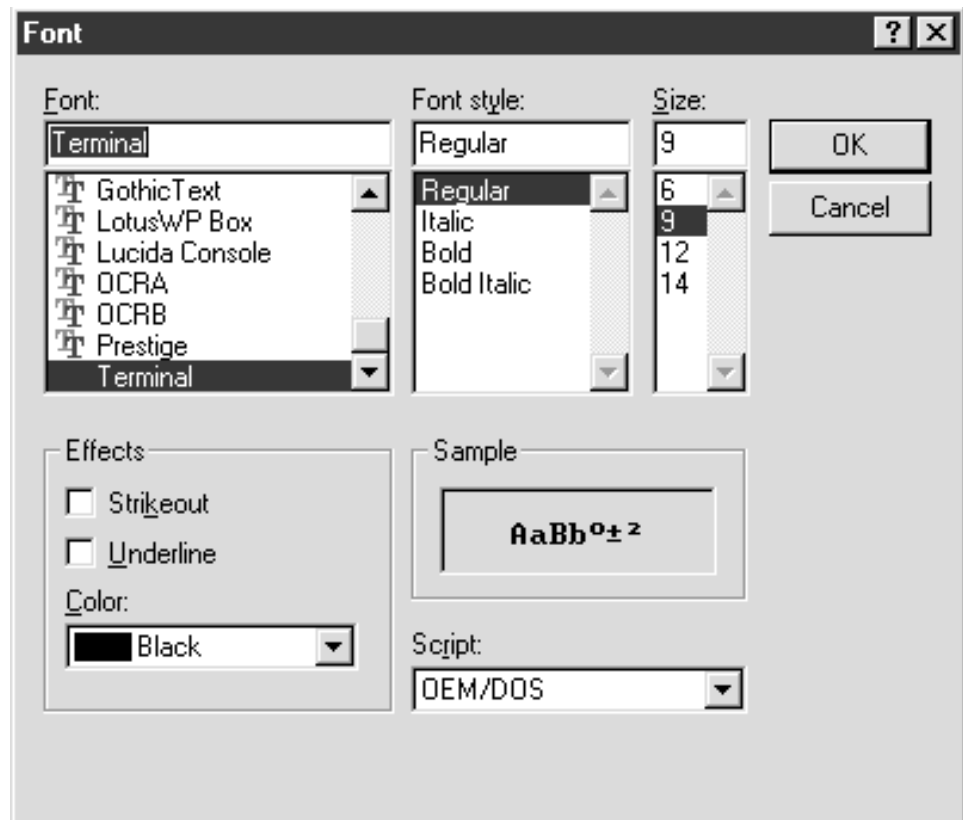 Font
Font:
Terminal
GothicText
LotusWP Box
Lucida Console
OCRA
OCRB
Prestige
Terminal
Font style:
Regular
Regular
Italic
Bold
Bold Italic
Size:
9
6
9
12
14
OK
Cancel
Effects
Strikeout
Underline
Color:
Black
Sample
AaBbº±²
Script:
OEM/DOS